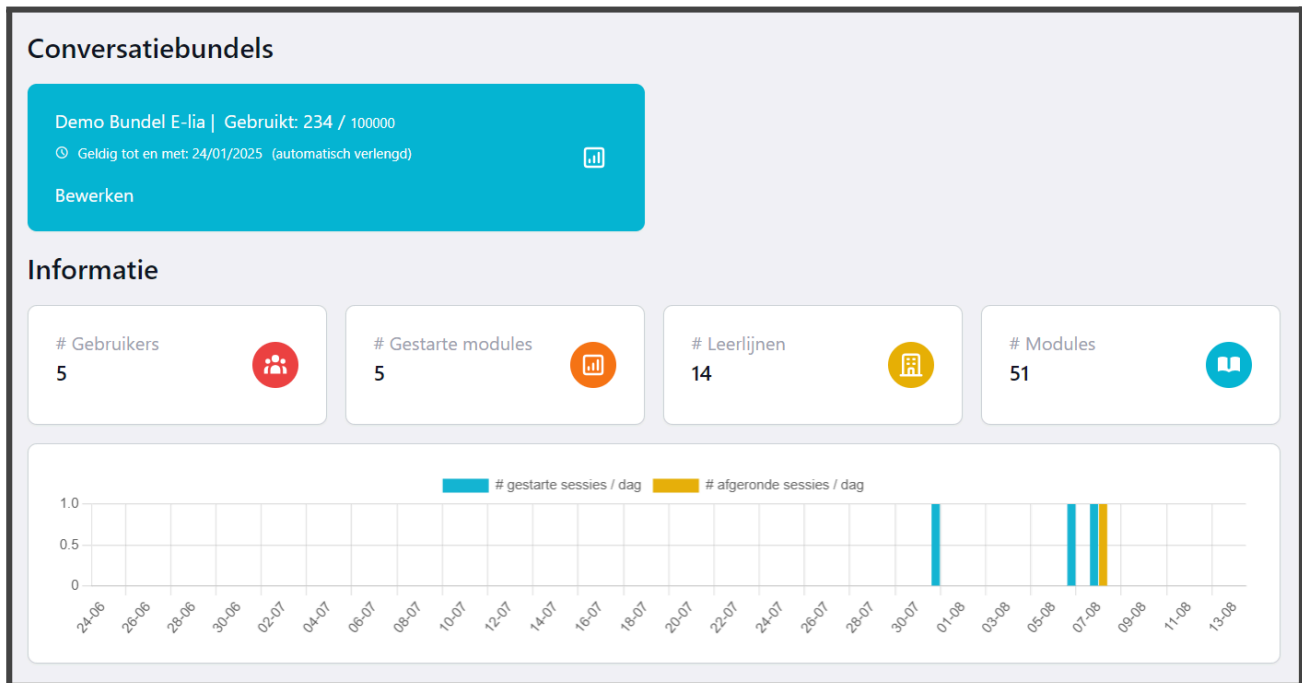 Conversatiebundels
Demo Bundel E-lia | Gebruikt: 234 / 100000
Geldig tot en met: 24/01/2025 (automatisch verlengd)
Bewerken
Informatie
# Gebruikers
5
# Gestarte modules
5
# Leerlijnen
14
# Modules
51
# gestarte sessies / dag # afgeronde sessies / dag
1.0
0.5
0
24-06 26-06 28-06 30-06 02-07 04-07 06-07 08-07 10-07 12-07 14-07 16-07 18-07 20-07 22-07 24-07 26-07 28-07 30-07 01-08 03-08 05-08 07-08 09-08 11-08 13-08